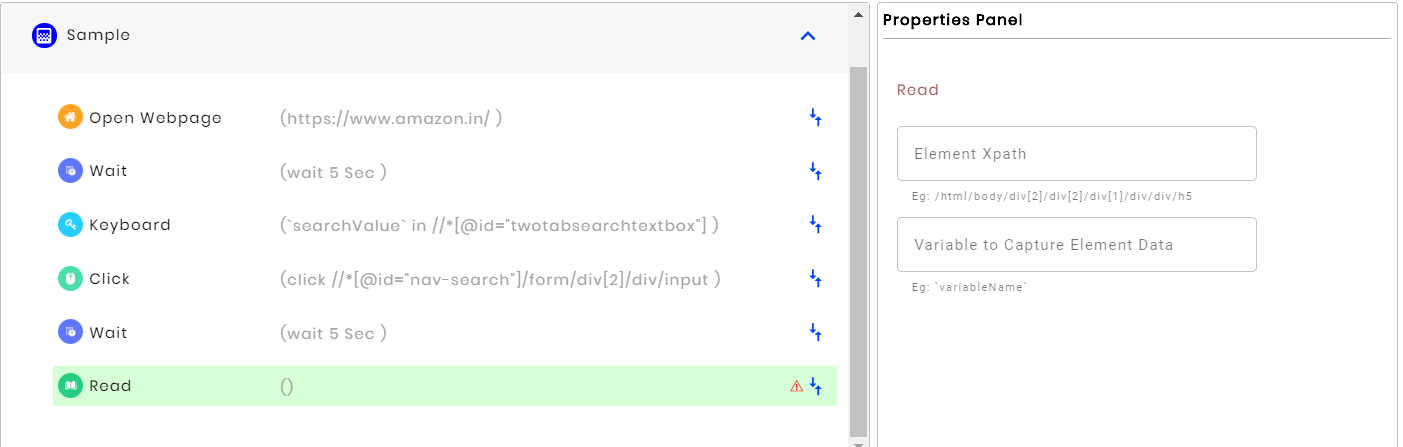 Sample
Open Webpage (https://www.amazon.in/ )
Wait (wait 5 Sec )
Keyboard (`searchValue` in //*[@id="twotabsearchtextbox"] )
Click (click //*[@id="nav-search"]/form/div[2]/div/input )
Wait (wait 5 Sec )
Read ()
Properties Panel
Read
Element Xpath
Eg: /html/body/div[2]/div[2]/div[1]/div/div/h5
Variable to Capture Element Data
Eg: `variableName`